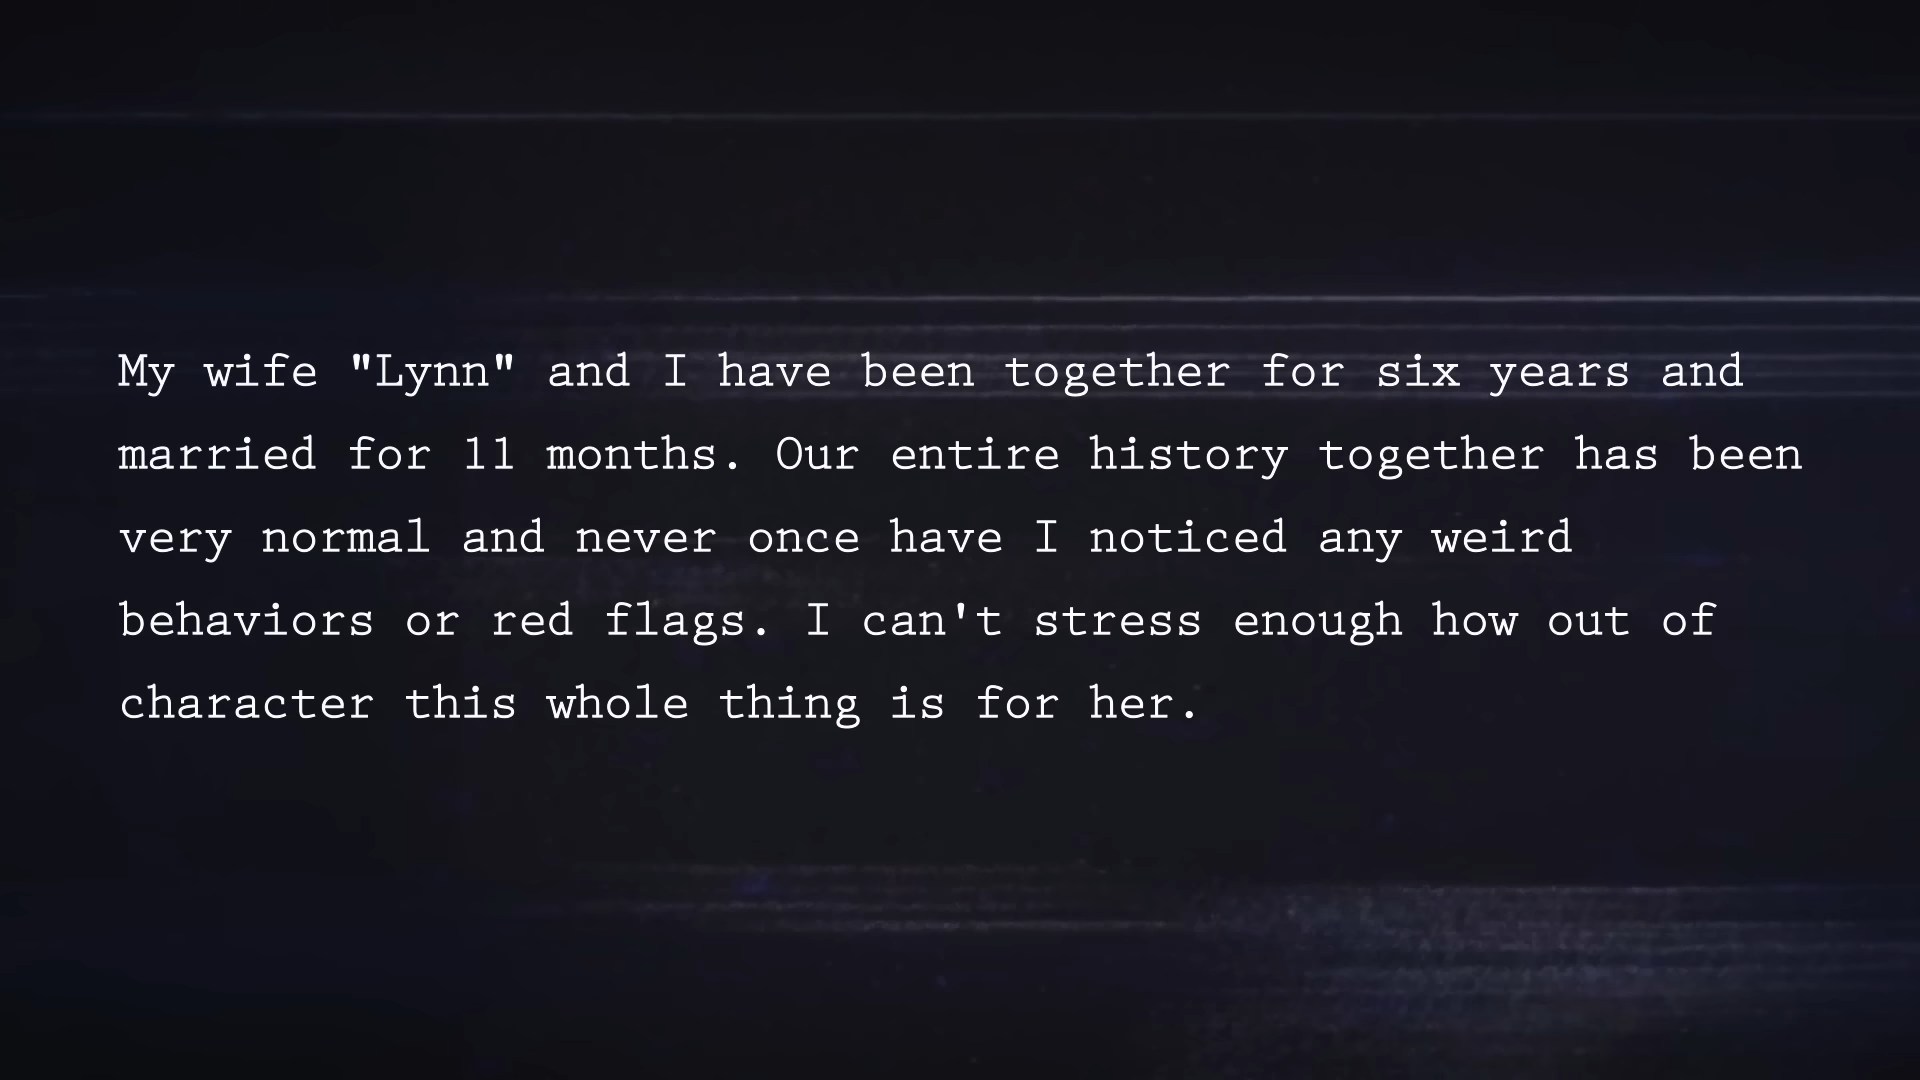 My wife "Lynn" and I have been together for six years and
married for 11 months. Our entire history together has been
very normal and never once have I noticed any weird
behaviors or red flags. I can't stress enough how out of
character this whole thing is for her.